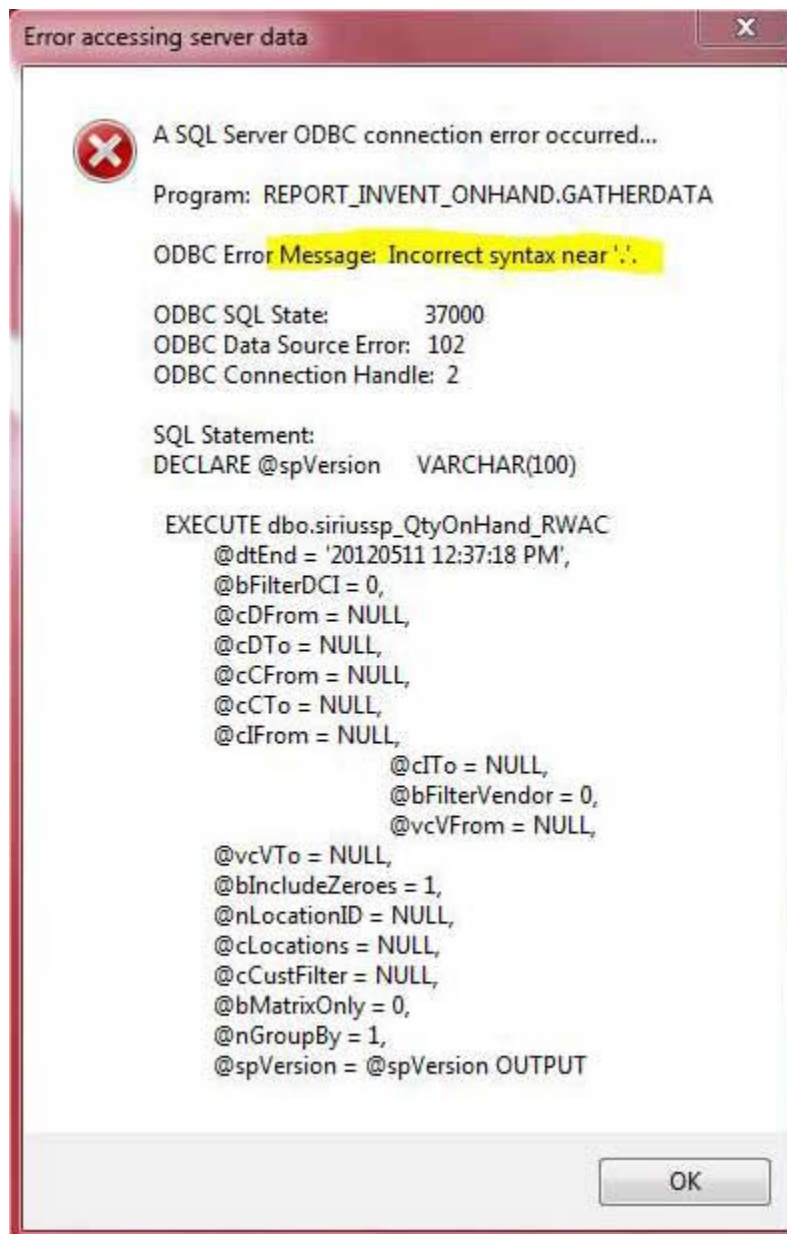 Error accessing server data
A SQL Server ODBC connection error occurred...
Program: REPORT_INVENT_ONHAND.GATHERDATA
ODBC Error Message: Incorrect syntax near '.'.
ODBC SQL State: 37000
ODBC Data Source Error: 102
ODBC Connection Handle: 2
SQL Statement:
DECLARE @spVersion VARCHAR(100)
EXECUTE dbo.siriussp_QtyOnHand_RWAC
@dtEnd = '20120511 12:37:18 PM',
@bFilterDCI = 0,
@cDFrom = NULL,
@cDTo = NULL,
@cCFrom = NULL,
@cCTo = NULL,
@cIFrom = NULL,
@cITo = NULL,
@bFilterVendor = 0,
@vcVFrom = NULL,
@vcVTo = NULL,
@bIncludeZeroes = 1,
@nLocationID = NULL,
@cLocations = NULL,
@cCustFilter = NULL,
@bMatrixOnly = 0,
@nGroupBy = 1,
@spVersion = @spVersion OUTPUT
OK